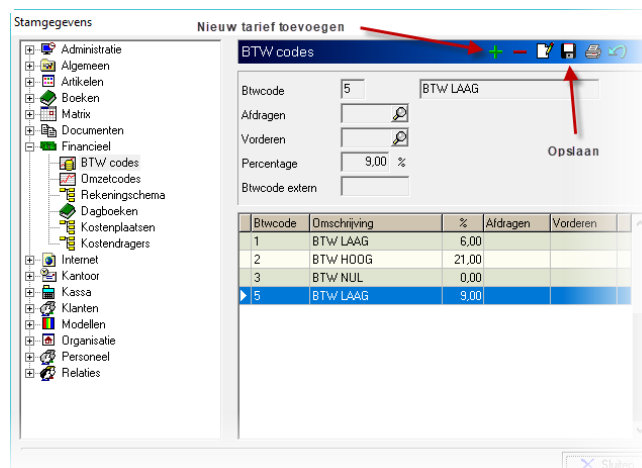 Stamgegevens
Nieuw tarief toevoegen
Administratie
Algemeen
Artikelen
Boeken
Matrix
Documenten
Financieel
BTW codes
Omzetcodes
Rekeningschema
Dagboeken
Kostenplaatsen
Kostendragers
Internet
Kantoor
Kassa
Klanten
Modellen
Organisatie
Personeel
Relaties
BTW codes
Btwcode 5 BTW LAAG
Afdragen
Vorderen
Percentage 9,00 %
Btwcode extern
Opslaan
Btwcode Omschrijving % Afdragen Vorderen
1 BTW LAAG 6,00
2 BTW HOOG 21,00
3 BTW NUL 0,00
5 BTW LAAG 9,00
Sluiten